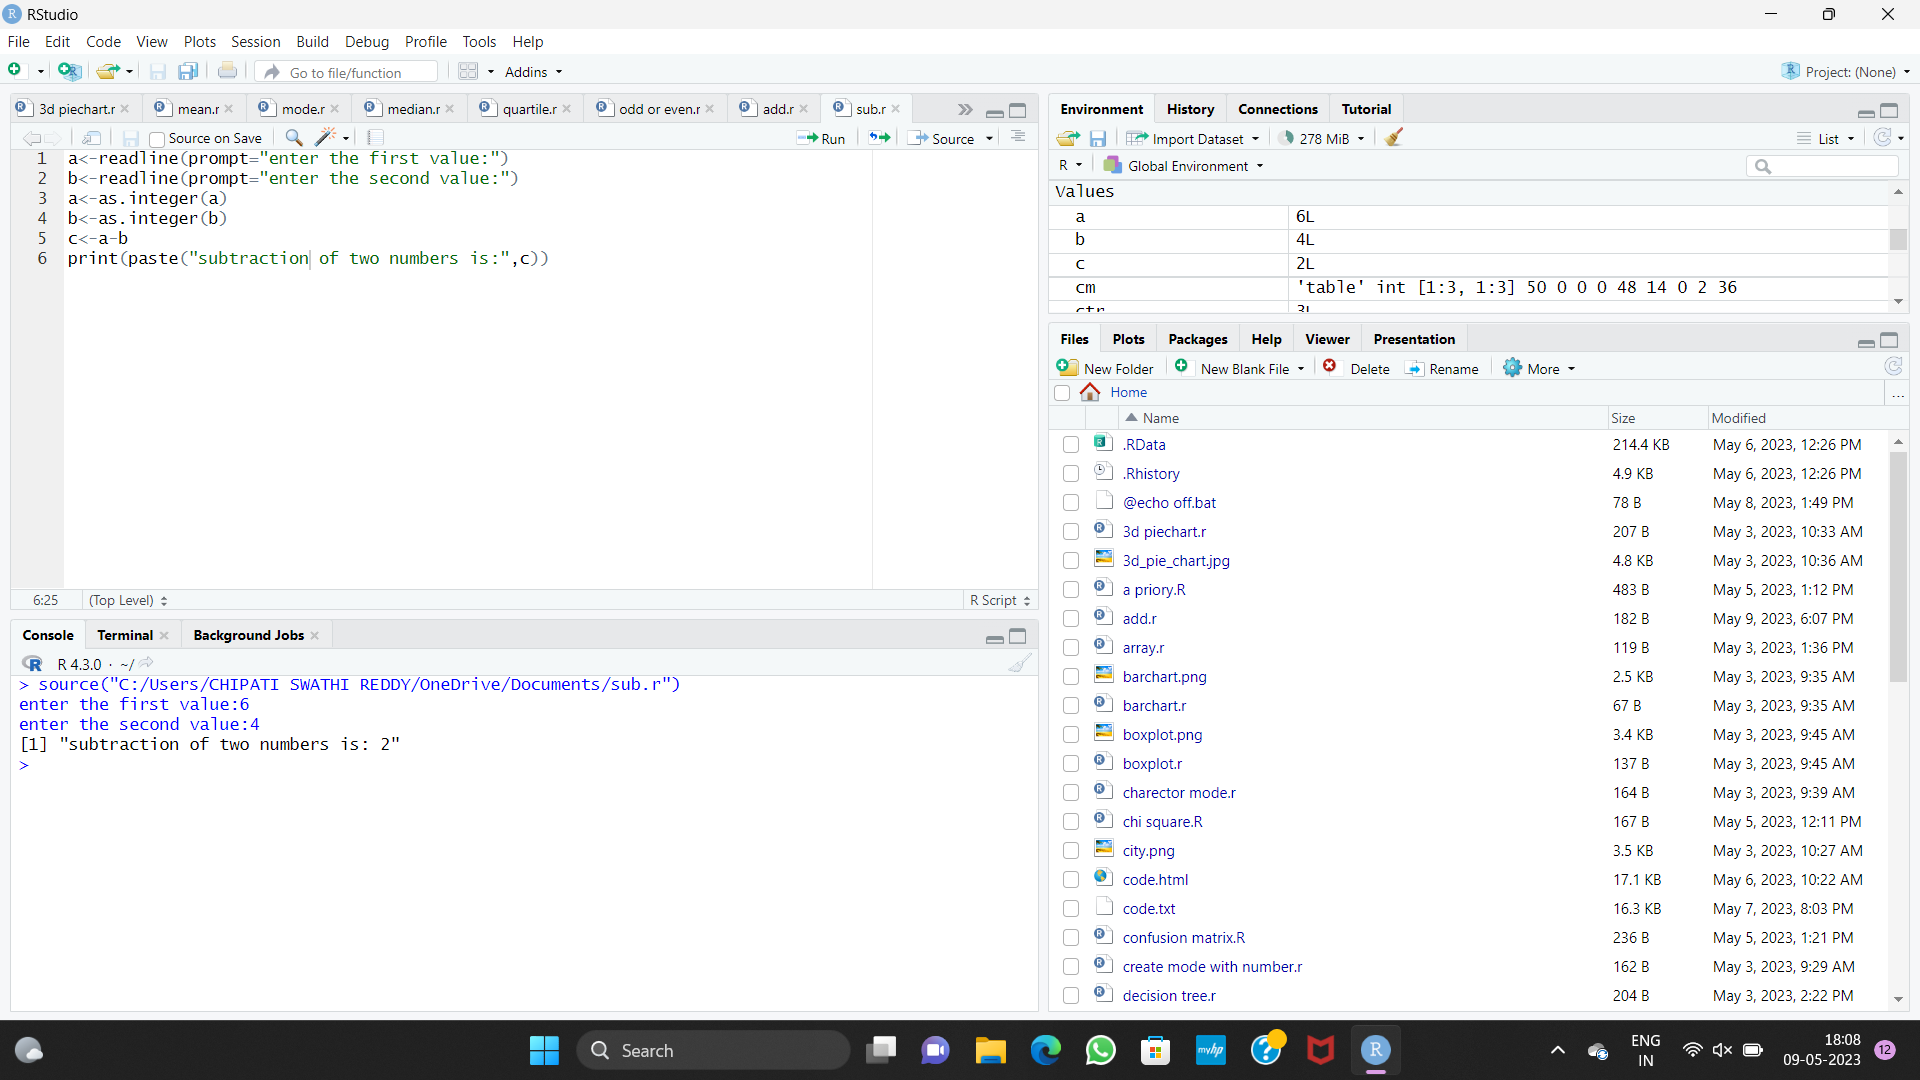 RStudio
File Edit Code View Plots Session Build Debug Profile Tools Help
Go to file/function Addins Project: (None)
3d piechart.r mean.r mode.r median.r quartile.r odd or even.r add.r sub.r
Source on Save Run Source
1 a<-readline(prompt="enter the first value:")
2 b<-readline(prompt="enter the second value:")
3 a<-as.integer(a)
4 b<-as.integer(b)
5 c<-a-b
6 print(paste("subtraction of two numbers is:",c))
6:25 (Top Level) R Script
Console Terminal Background Jobs
R 4.3.0 · ~/
> source("C:/Users/CHIPATI SWATHI REDDY/OneDrive/Documents/sub.r")
enter the first value:6
enter the second value:4
[1] "subtraction of two numbers is: 2"
>
Environment History Connections Tutorial
Import Dataset 278 MiB List
R Global Environment
Values
a 6L
b 4L
c 2L
cm 'table' int [1:3, 1:3] 50 0 0 0 48 14 0 2 36
ctr 3L
Files Plots Packages Help Viewer Presentation
New Folder New Blank File Delete Rename More
Home ...
Name Size Modified
.RData 214.4 KB May 6, 2023, 12:26 PM
.Rhistory 4.9 KB May 6, 2023, 12:26 PM
@echo off.bat 78 B May 8, 2023, 1:49 PM
3d piechart.r 207 B May 3, 2023, 10:33 AM
3d_pie_chart.jpg 4.8 KB May 3, 2023, 10:36 AM
a priory.R 483 B May 5, 2023, 1:12 PM
add.r 182 B May 9, 2023, 6:07 PM
array.r 119 B May 3, 2023, 1:36 PM
barchart.png 2.5 KB May 3, 2023, 9:35 AM
barchart.r 67 B May 3, 2023, 9:35 AM
boxplot.png 3.4 KB May 3, 2023, 9:45 AM
boxplot.r 137 B May 3, 2023, 9:45 AM
charector mode.r 164 B May 3, 2023, 9:39 AM
chi square.R 167 B May 5, 2023, 12:11 PM
city.png 3.5 KB May 3, 2023, 10:27 AM
code.html 17.1 KB May 6, 2023, 10:22 AM
code.txt 16.3 KB May 7, 2023, 8:03 PM
confusion matrix.R 236 B May 5, 2023, 1:21 PM
create mode with number.r 162 B May 3, 2023, 9:29 AM
decision tree.r 204 B May 3, 2023, 2:22 PM
Search myhp R ENG 18:08 12
IN 09-05-2023